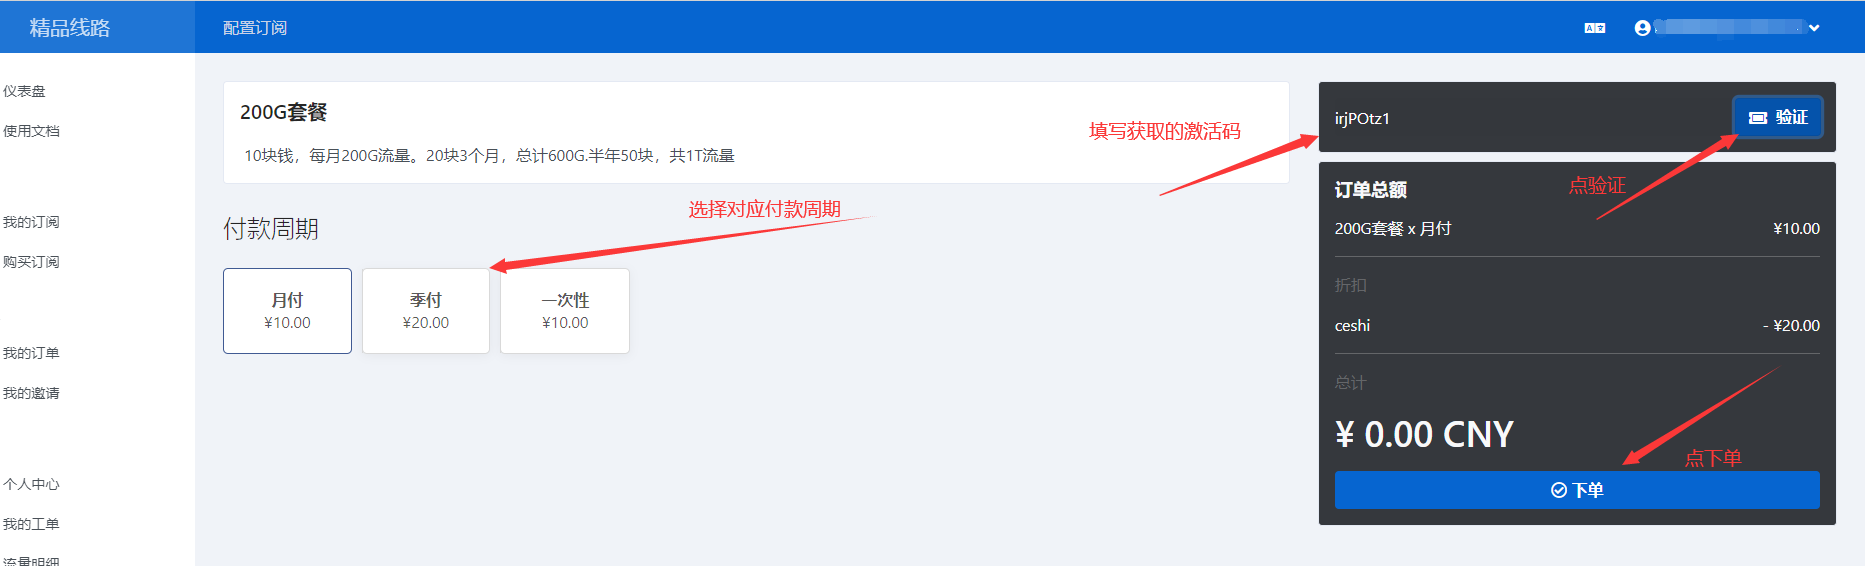 精品线路
配置订阅
仪表盘
使用文档
我的订阅
购买订阅
我的订单
我的邀请
个人中心
我的工单
流量明细
200G套餐
10块钱，每月200G流量。20块3个月，总计600G.半年50块，共1T流量
填写获取的激活码
选择对应付款周期
付款周期
月付
¥10.00
季付
¥20.00
一次性
¥10.00
irjPOtz1
验证
点验证
订单总额
200G套餐 x 月付
¥10.00
折扣
ceshi
- ¥20.00
总计
¥ 0.00 CNY
点下单
下单